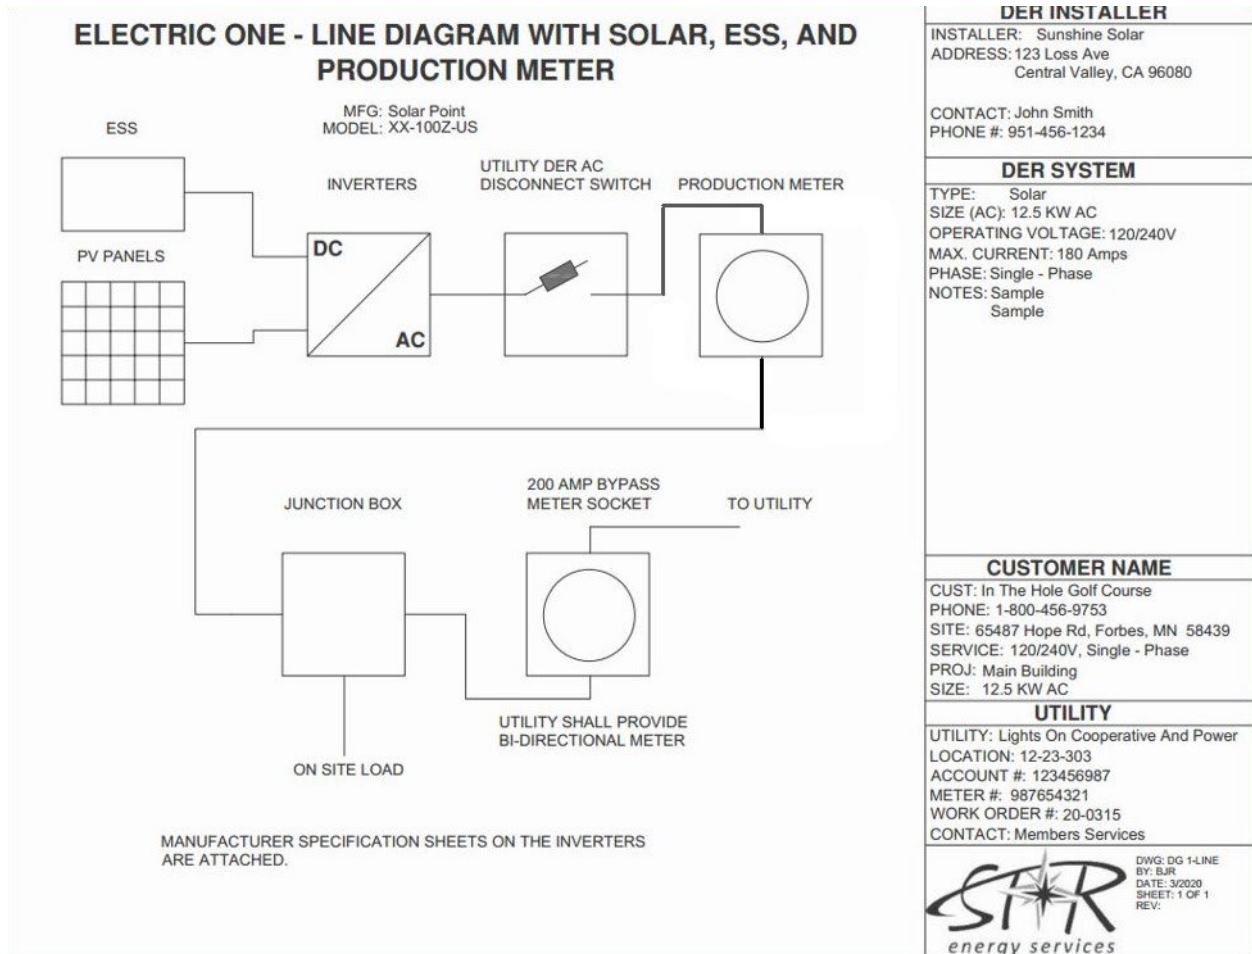 ELECTRIC ONE - LINE DIAGRAM WITH SOLAR, ESS, AND
PRODUCTION METER
MFG: Solar Point
MODEL: XX-100Z-US
ESS
INVERTERS
UTILITY DER AC
DISCONNECT SWITCH
PRODUCTION METER
PV PANELS
DC
AC
JUNCTION BOX
200 AMP BYPASS
METER SOCKET
TO UTILITY
UTILITY SHALL PROVIDE
BI-DIRECTIONAL METER
ON SITE LOAD
MANUFACTURER SPECIFICATION SHEETS ON THE INVERTERS
ARE ATTACHED.
DER INSTALLER
INSTALLER: Sunshine Solar
ADDRESS: 123 Loss Ave
Central Valley, CA 96080
CONTACT: John Smith
PHONE #: 951-456-1234
DER SYSTEM
TYPE: Solar
SIZE (AC): 12.5 KW AC
OPERATING VOLTAGE: 120/240V
MAX. CURRENT: 180 Amps
PHASE: Single - Phase
NOTES: Sample
Sample
CUSTOMER NAME
CUST: In The Hole Golf Course
PHONE: 1-800-456-9753
SITE: 65487 Hope Rd, Forbes, MN 58439
SERVICE: 120/240V, Single - Phase
PROJ: Main Building
SIZE: 12.5 KW AC
UTILITY
UTILITY: Lights On Cooperative And Power
LOCATION: 12-23-303
ACCOUNT #: 123456987
METER #: 987654321
WORK ORDER #: 20-0315
CONTACT: Members Services
STAR
energy services
DWG: DG 1-LINE
BY: BJR
DATE: 3/2020
SHEET: 1 OF 1
REV: